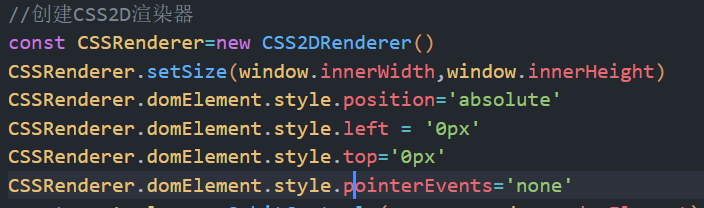 //创建CSS2D渲染器
const CSSRenderer=new CSS2DRenderer()
CSSRenderer.setSize(window.innerWidth,window.innerHeight)
CSSRenderer.domElement.style.position='absolute'
CSSRenderer.domElement.style.left = '0px'
CSSRenderer.domElement.style.top='0px'
CSSRenderer.domElement.style.pointerEvents='none'